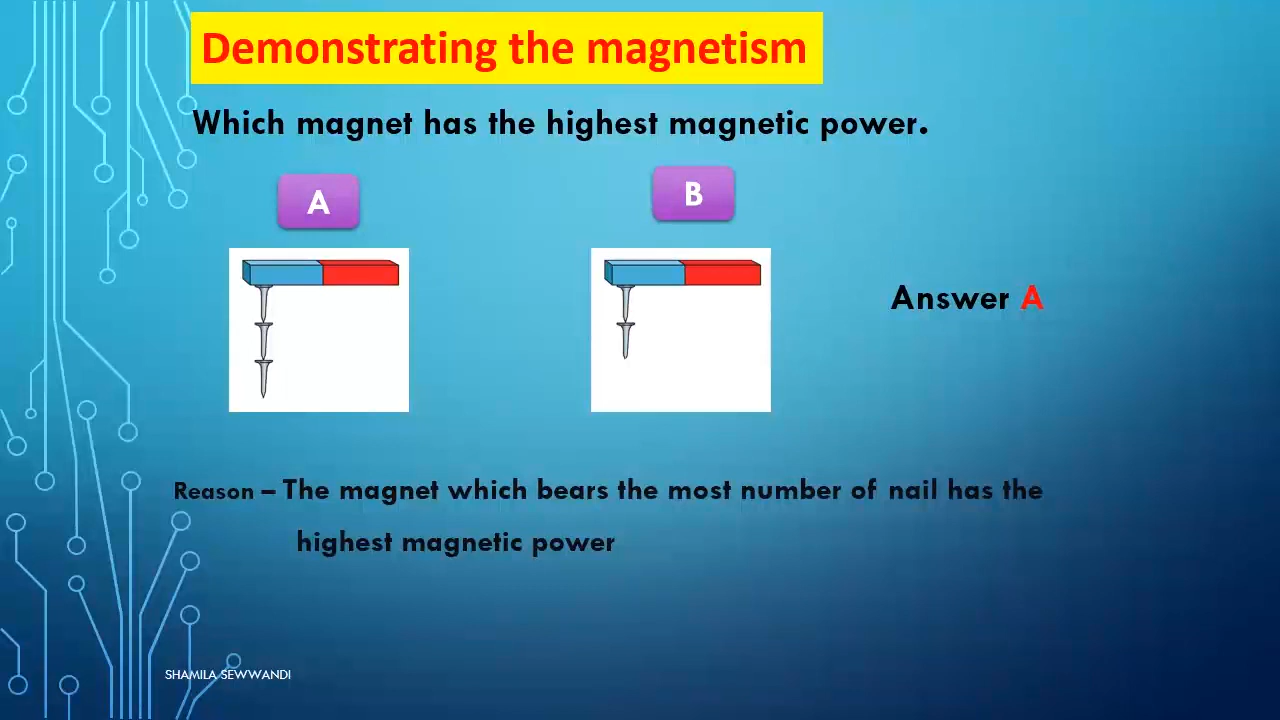 Demonstrating the magnetism
Which magnet has the highest magnetic power.
A
B
Answer A
Reason – The magnet which bears the most number of nail has the
highest magnetic power
SHAMILA SEWWANDI